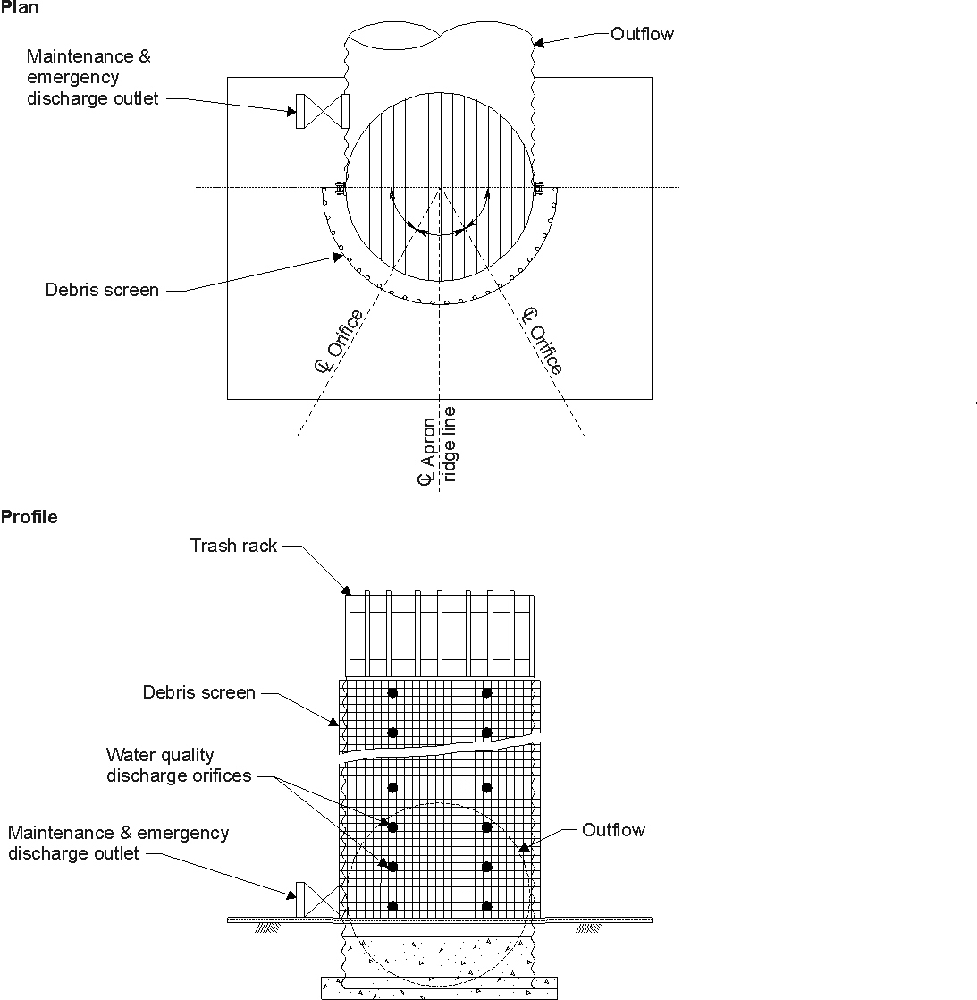 Plan
Outflow
Maintenance &
emergency
discharge outlet
Debris screen
℄ Orifice
℄ Orifice
℄ Apron
ridge line
Profile
Trash rack
Debris screen
Water quality
discharge orifices
Maintenance & emergency
discharge outlet
Outflow